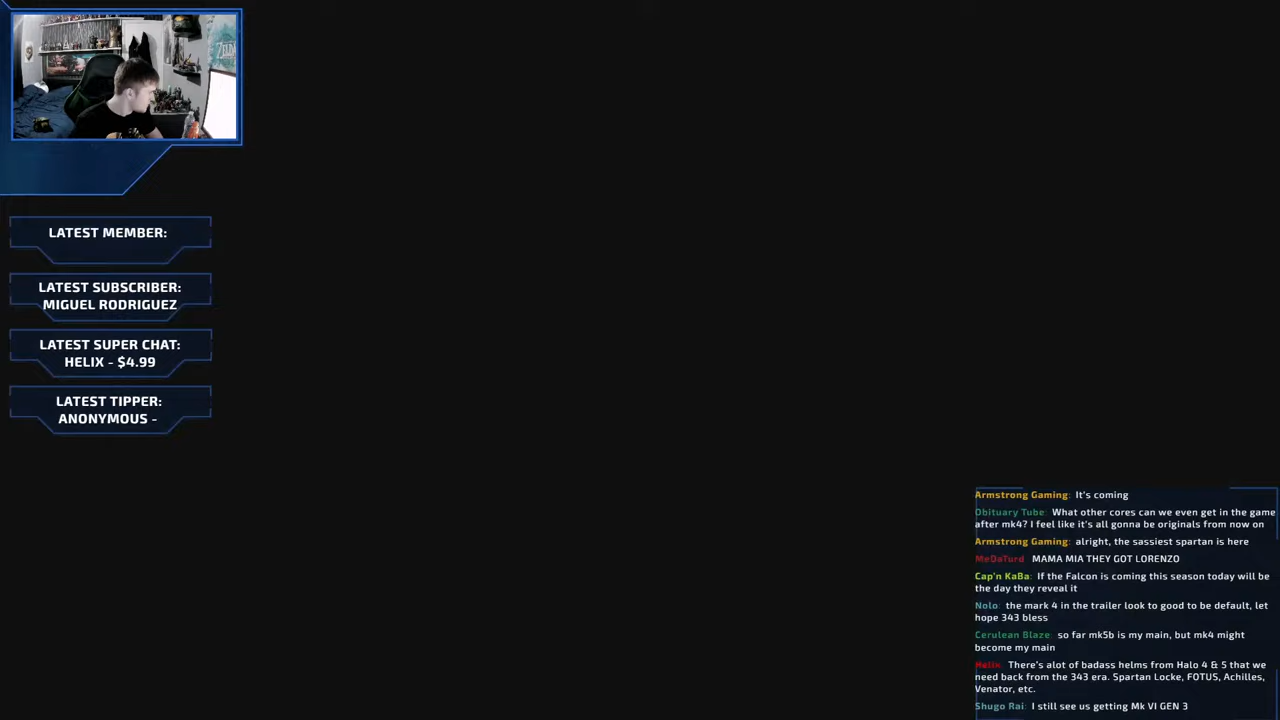 ZELDA
LATEST MEMBER:
LATEST SUBSCRIBER:
MIGUEL RODRIGUEZ
LATEST SUPER CHAT:
HELIX - $4.99
LATEST TIPPER:
ANONYMOUS -
Armstrong Gaming: It's coming
Obituary Tube: What other cores can we even get in the game
after mk4? I feel like it's all gonna be originals from now on
Armstrong Gaming: alright, the sassiest spartan is here
MeDaTurd: MAMA MIA THEY GOT LORENZO
Cap'n KaBa: If the Falcon is coming this season today will be
the day they reveal it
Nolo: the mark 4 in the trailer look to good to be default, let
hope 343 bless
Cerulean Blaze: so far mk5b is my main, but mk4 might
become my main
Helix: There's alot of badass helms from Halo 4 & 5 that we
need back from the 343 era. Spartan Locke, FOTUS, Achilles,
Venator, etc.
Shugo Rai: I still see us getting Mk VI GEN 3